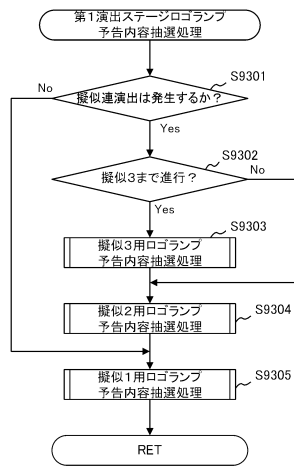 第1演出ステージロゴランプ
予告内容抽選処理
S9301
No
擬似連演出は発生するか？
Yes
S9302
No
擬似3まで進行？
Yes
S9303
擬似3用ロゴランプ
予告内容抽選処理
S9304
擬似2用ロゴランプ
予告内容抽選処理
S9305
擬似1用ロゴランプ
予告内容抽選処理
RET